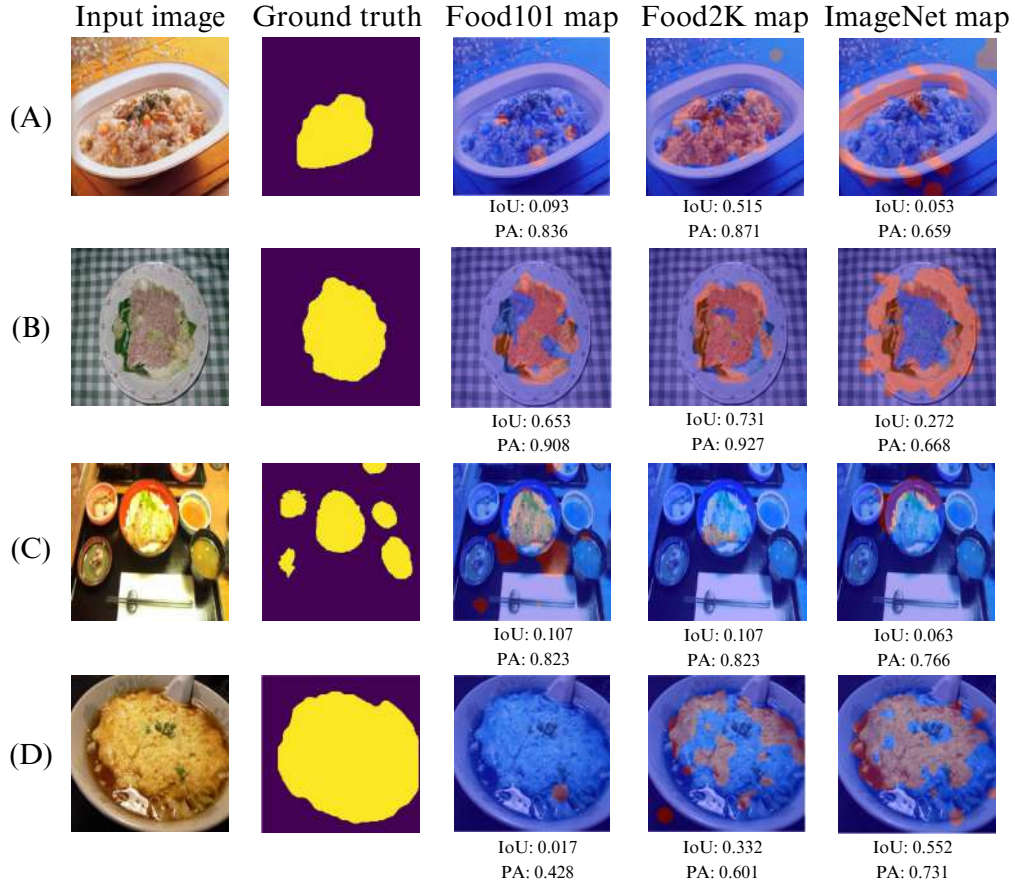 Input image Ground truth Food101 map Food2K map ImageNet map
(A)
IoU: 0.093 IoU: 0.515 IoU: 0.053
PA: 0.836 PA: 0.871 PA: 0.659
(B)
IoU: 0.653 IoU: 0.731 IoU: 0.272
PA: 0.908 PA: 0.927 PA: 0.668
(C)
IoU: 0.107 IoU: 0.107 IoU: 0.063
PA: 0.823 PA: 0.823 PA: 0.766
(D)
IoU: 0.017 IoU: 0.332 IoU: 0.552
PA: 0.428 PA: 0.601 PA: 0.731